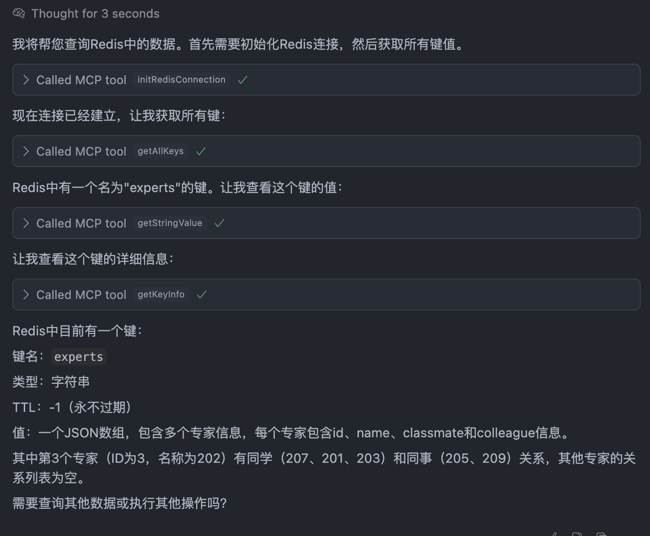 Thought for 3 seconds
我将帮您查询Redis中的数据。首先需要初始化Redis连接，然后获取所有键值。
Called MCP tool initRedisConnection
现在连接已经建立，让我获取所有键：
Called MCP tool getAllKeys
Redis中有一个名为"experts"的键。让我查看这个键的值：
Called MCP tool getStringValue
让我查看这个键的详细信息：
Called MCP tool getKeyInfo
Redis中目前有一个键：
键名：experts
类型：字符串
TTL：-1（永不过期）
值：一个JSON数组，包含多个专家信息，每个专家包含id、name、classmate和colleague信息。
其中第3个专家（ID为3，名称为202）有同学（207、201、203）和同事（205、209）关系，其他专家的关
系列表为空。
需要查询其他数据或执行其他操作吗？